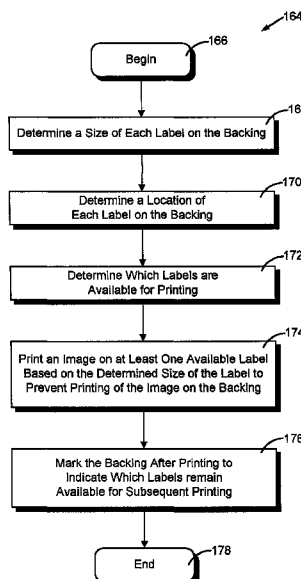 164
166
Begin
16
Determine a Size of Each Label on the Backing
170
Determine a Location of
Each Label on the Backing
172
Determine Which Labels are
Available for Printing
174
Print an Image on at Least One Available Label
Based on the Determined Size of the Label to
Prevent Printing of the Image on the Backing
176
Mark the Backing After Printing to
Indicate Which Labels remain
Available for Subsequent Printing
End
178